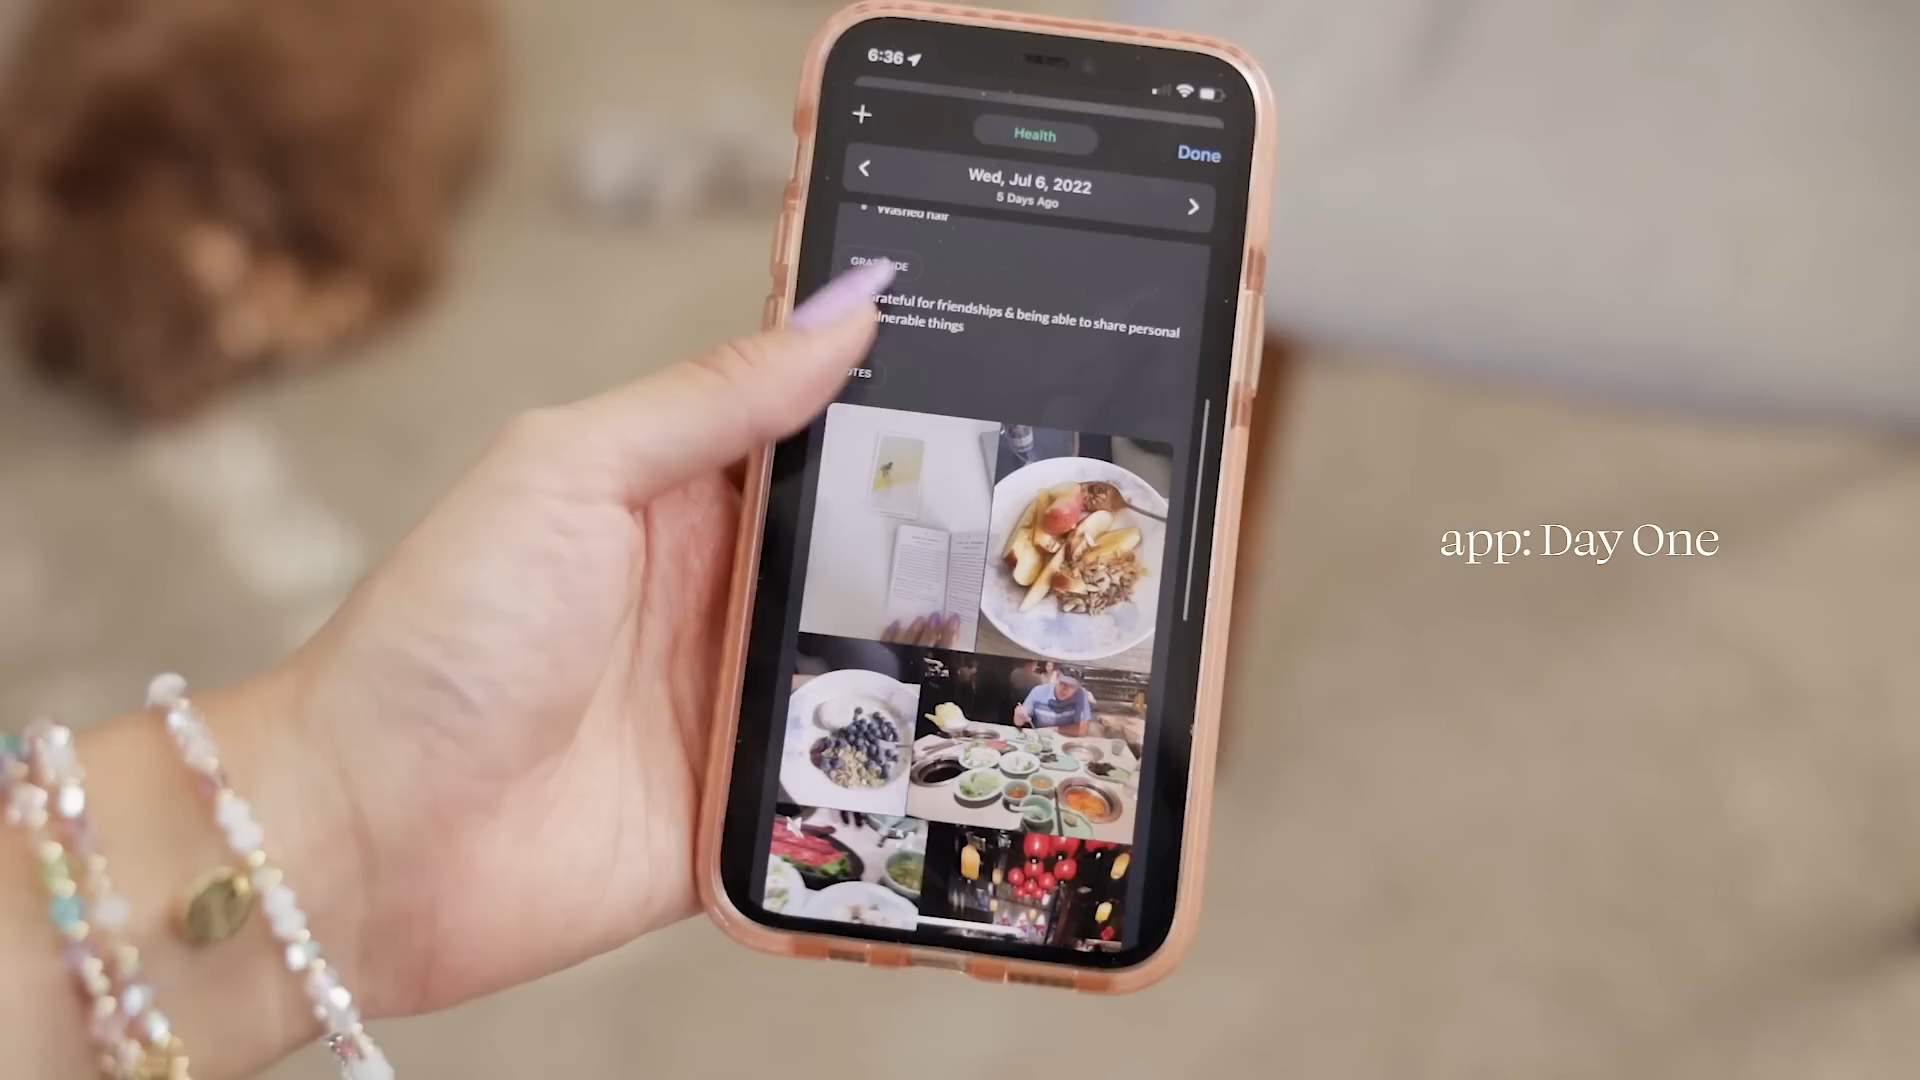 6:36
Health
Done
Wed, Jul 6, 2022
5 Days Ago
Washed hair
for friendships & being able to share personal
things
app: Day One